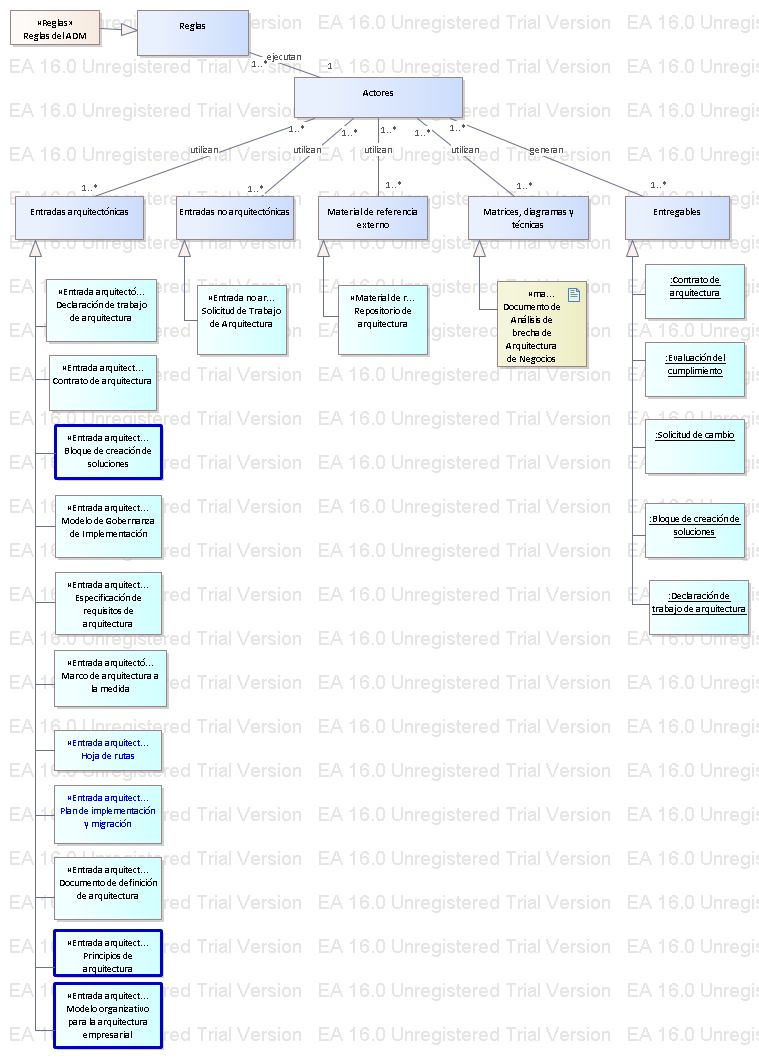 «Reglas»
Reglas del ADM
Reglas
ejecutan
1..*
1
Actores
1..*
1..*
1..*
1..*
1..*
utilizan
utilizan
utilizan
utilizan
generan
1..*
1..*
1..*
1..*
1..*
Entradas arquitectónicas
Entradas no arquitectónicas
Material de referencia
externo
Matrices, diagramas y
técnicas
Entregables
«Entrada arquitectó...
Declaración de trabajo
de arquitectura
«Entrada arquitect...
Contrato de arquitectura
«Entrada arquitect...
Bloque de creación de
soluciones
«Entrada arquitect...
Modelo de Gobernanza
de Implementación
«Entrada arquitect...
Especificación de
requisitos de
arquitectura
«Entrada arquitectó...
Marco de arquitectura a
la medida
«Entrada arquitect...
Hoja de rutas
«Entrada arquitect...
Plan de implementación
y migración
«Entrada arquitect...
Documento de definición
de arquitectura
«Entrada arquitect...
Principios de
arquitectura
«Entrada arquitect...
Modelo organizativo
para la arquitectura
empresarial
«Entrada no ar...
Solicitud de Trabajo
de Arquitectura
«Material de r...
Repositorio de
arquitectura
«ma...
Documento de
Análisis de
brecha de
Arquitectura
de Negocios
:Contrato de
arquitectura
:Evaluación del
cumplimiento
:Solicitud de cambio
:Bloque de creación de
soluciones
:Declaración de
trabajo de arquitectura
EA 16.0 Unregistered Trial Version